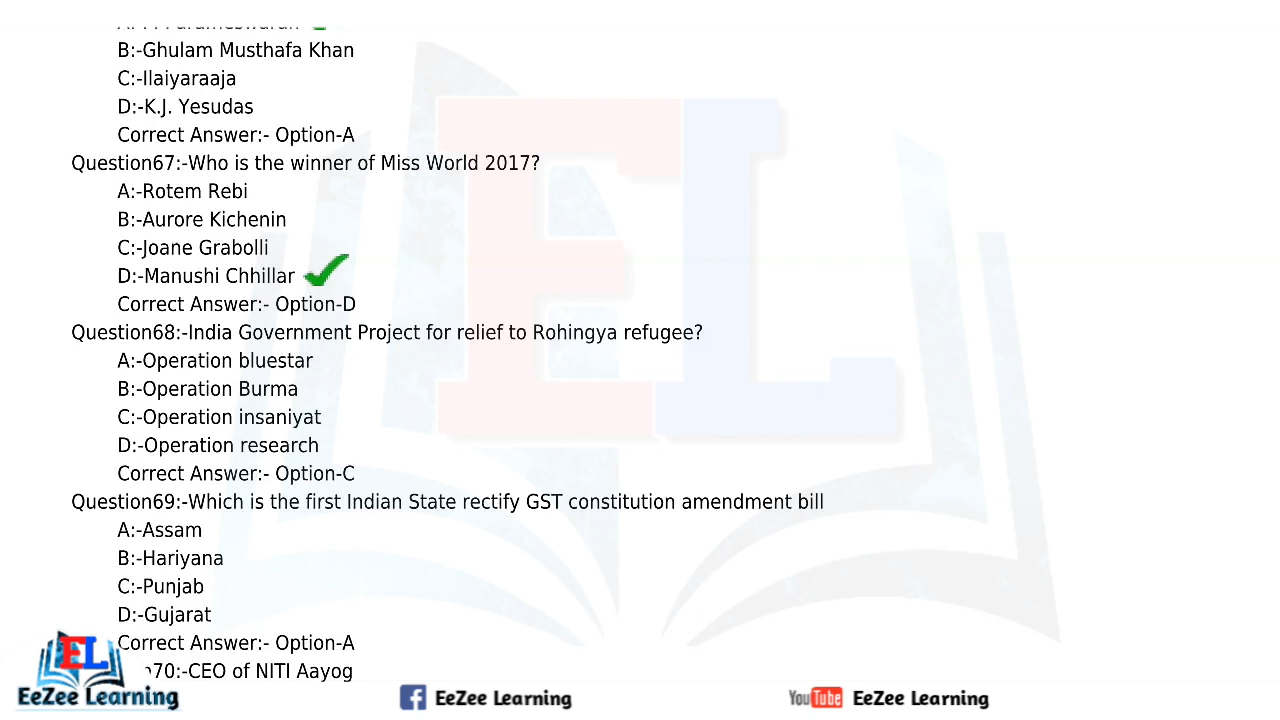 B:-Ghulam Musthafa Khan
C:-Ilaiyaraaja
D:-K.J. Yesudas
Correct Answer:- Option-A
Question67:-Who is the winner of Miss World 2017?
A:-Rotem Rebi
B:-Aurore Kichenin
C:-Joane Grabolli
D:-Manushi Chhillar
Correct Answer:- Option-D
Question68:-India Government Project for relief to Rohingya refugee?
A:-Operation bluestar
B:-Operation Burma
C:-Operation insaniyat
D:-Operation research
Correct Answer:- Option-C
Question69:-Which is the first Indian State rectify GST constitution amendment bill
A:-Assam
B:-Hariyana
C:-Punjab
D:-Gujarat
Correct Answer:- Option-A
70:-CEO of NITI Aayog
EL
EeZee Learning
EeZee Learning
YouTube EeZee Learning
EL